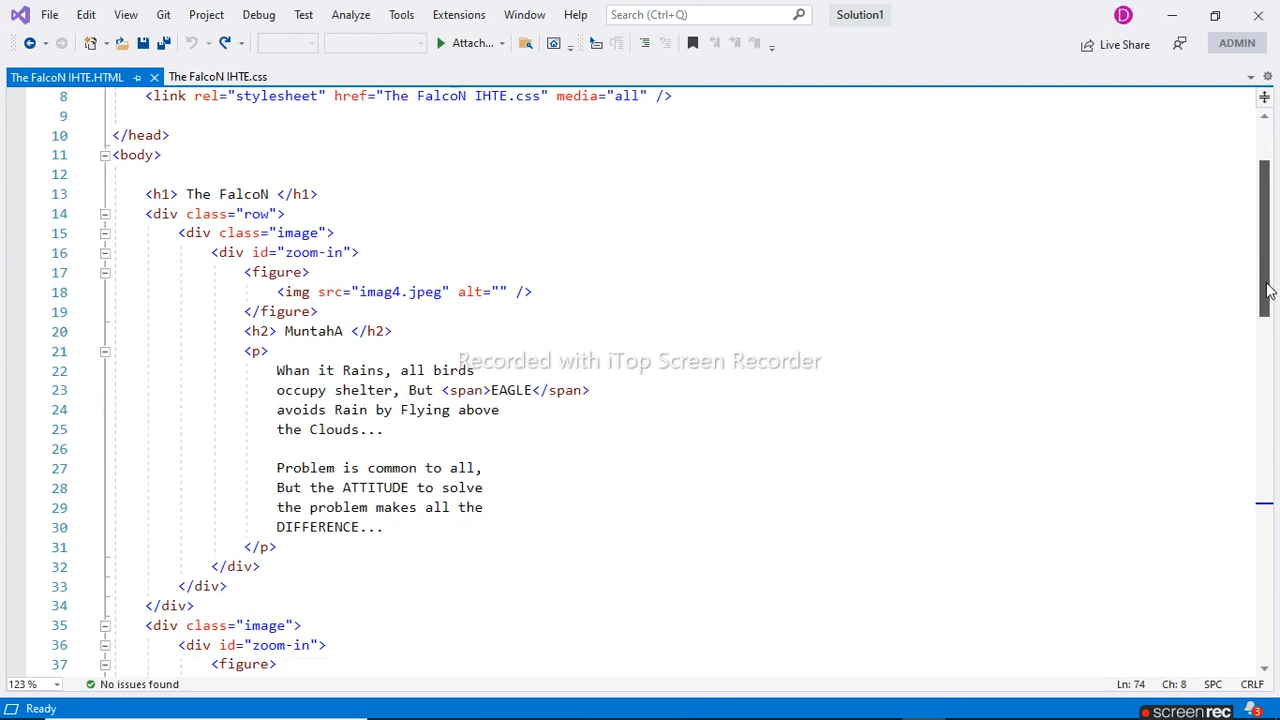 File Edit View Git Project Debug Test Analyze Tools Extensions Window Help Search (Ctrl+Q) Solution1 D
Attach... Live Share ADMIN
The FalcoN IHTE.HTML The FalcoN IHTE.css
8 <link rel="stylesheet" href="The FalcoN IHTE.css" media="all" />
9
10 </head>
11 <body>
12
13 <h1> The FalcoN </h1>
14 <div class="row">
15 <div class="image">
16 <div id="zoom-in">
17 <figure>
18 <img src="imag4.jpeg" alt="" />
19 </figure>
20 <h2> MuntahA </h2>
21 <p>
Recorded with iTop Screen Recorder
22 Whan it Rains, all birds
23 occupy shelter, But <span>EAGLE</span>
24 avoids Rain by Flying above
25 the Clouds...
26
27 Problem is common to all,
28 But the ATTITUDE to solve
29 the problem makes all the
30 DIFFERENCE...
31 </p>
32 </div>
33 </div>
34 </div>
35 <div class="image">
36 <div id="zoom-in">
37 <figure>
123 % No issues found Ln: 74 Ch: 8 SPC CRLF
Ready screenrec 3